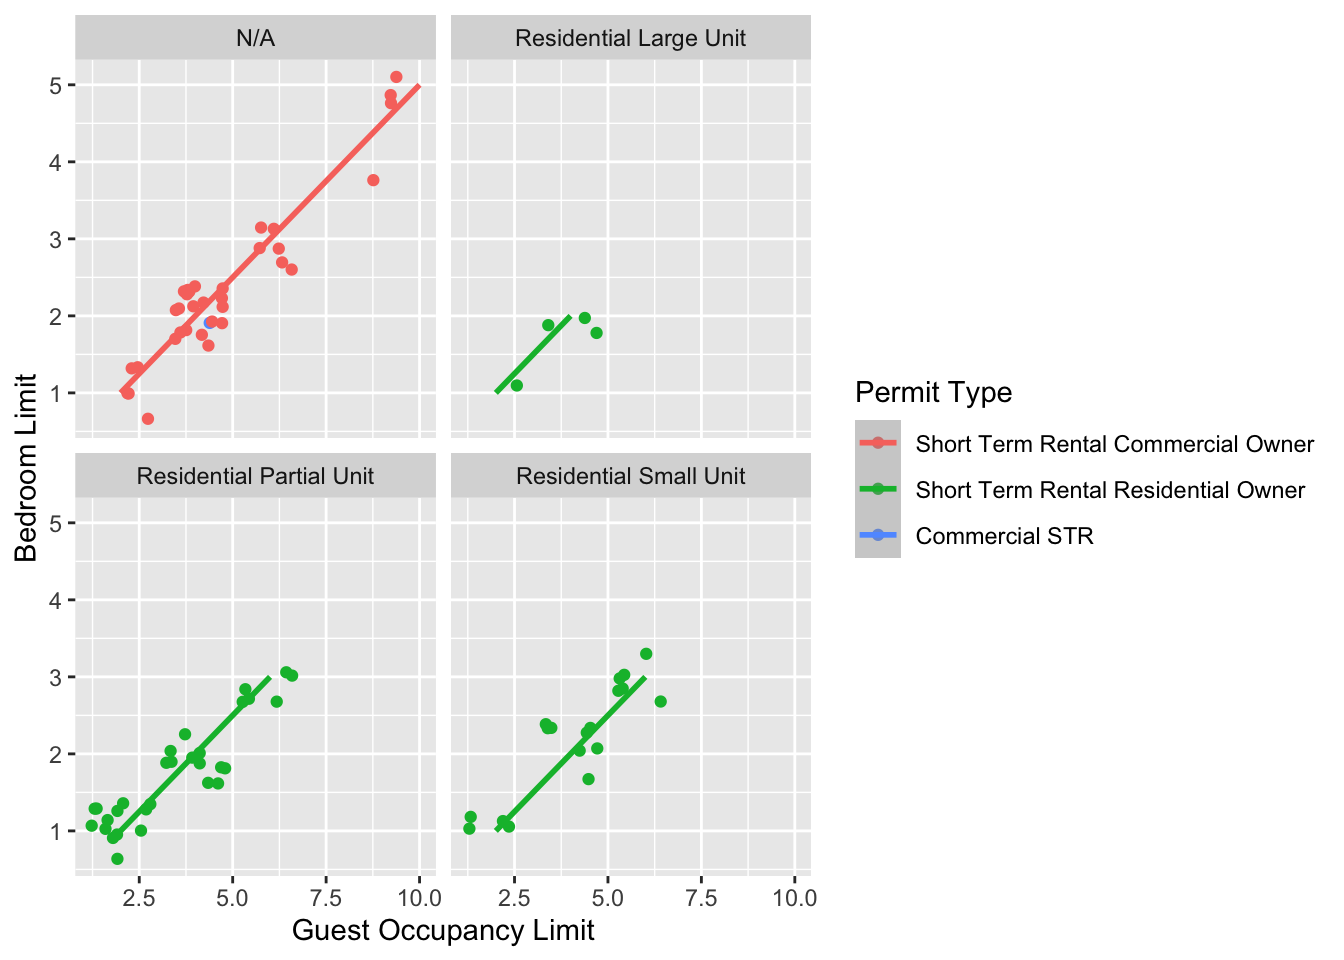 N/A
Residential Large Unit
5
4
3
2
1
Residential Partial Unit
Residential Small Unit
5
4
3
2
1
2.5 5.0 7.5 10.0
2.5 5.0 7.5 10.0
Guest Occupancy Limit
Bedroom Limit
Permit Type
Short Term Rental Commercial Owner
Short Term Rental Residential Owner
Commercial STR